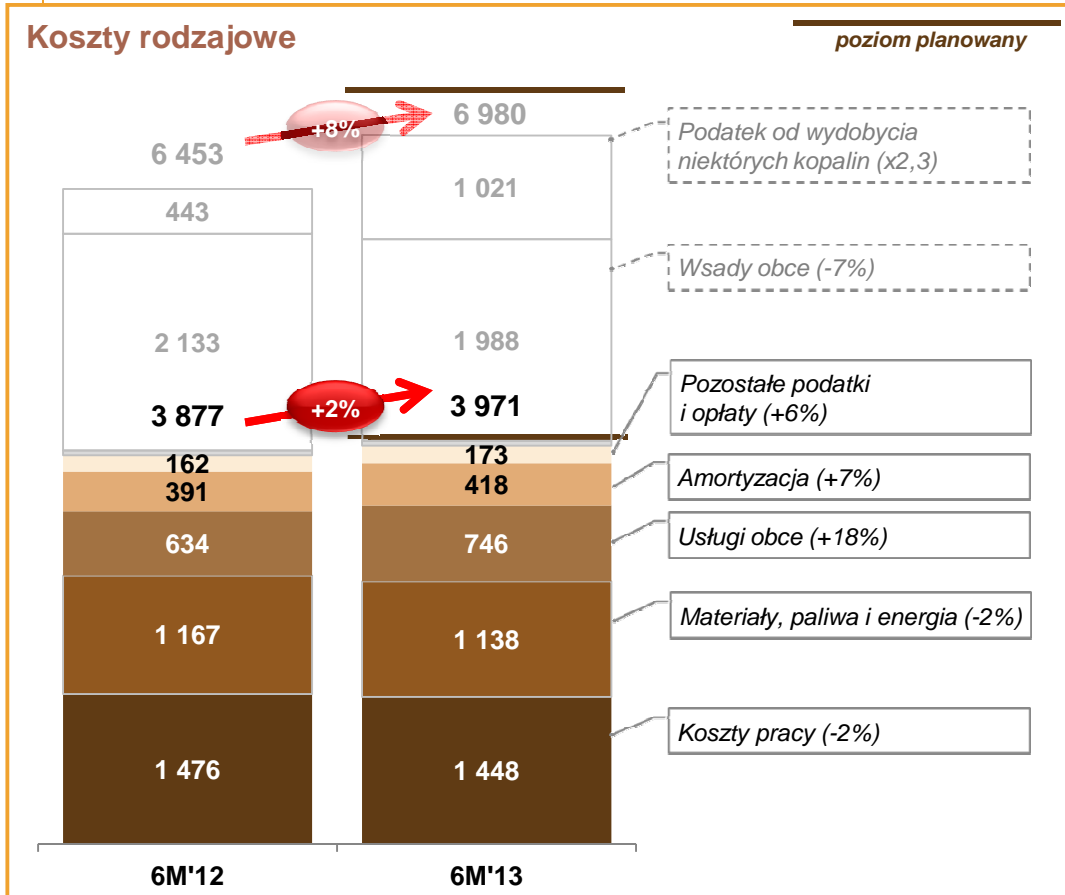 Koszty rodzajowe
poziom planowany
+8%
6 980
6 453
Podatek od wydobycia
niektórych kopalin (x2,3)
443
1 021
Wsady obce (-7%)
2 133
1 988
3 877
+2%
3 971
Pozostałe podatki
i opłaty (+6%)
162
173
391
418
Amortyzacja (+7%)
634
746
Usługi obce (+18%)
1 167
1 138
Materiały, paliwa i energia (-2%)
1 476
1 448
Koszty pracy (-2%)
6M'12
6M'13